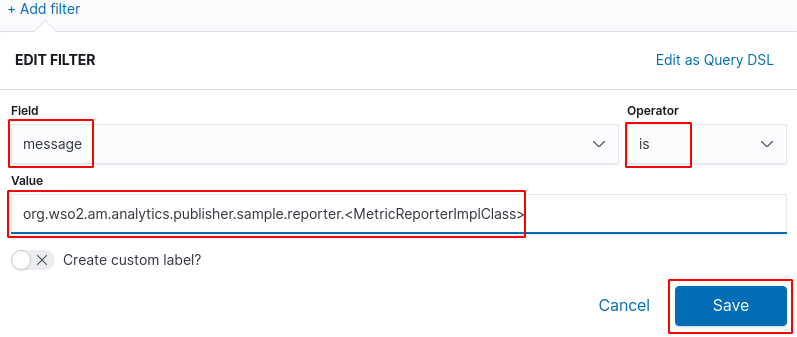 + Add filter
EDIT FILTER Edit as Query DSL
Field Operator
message is
Value
org.wso2.am.analytics.publisher.sample.reporter.<MetricReporterImplClass>
Create custom label?
Cancel Save